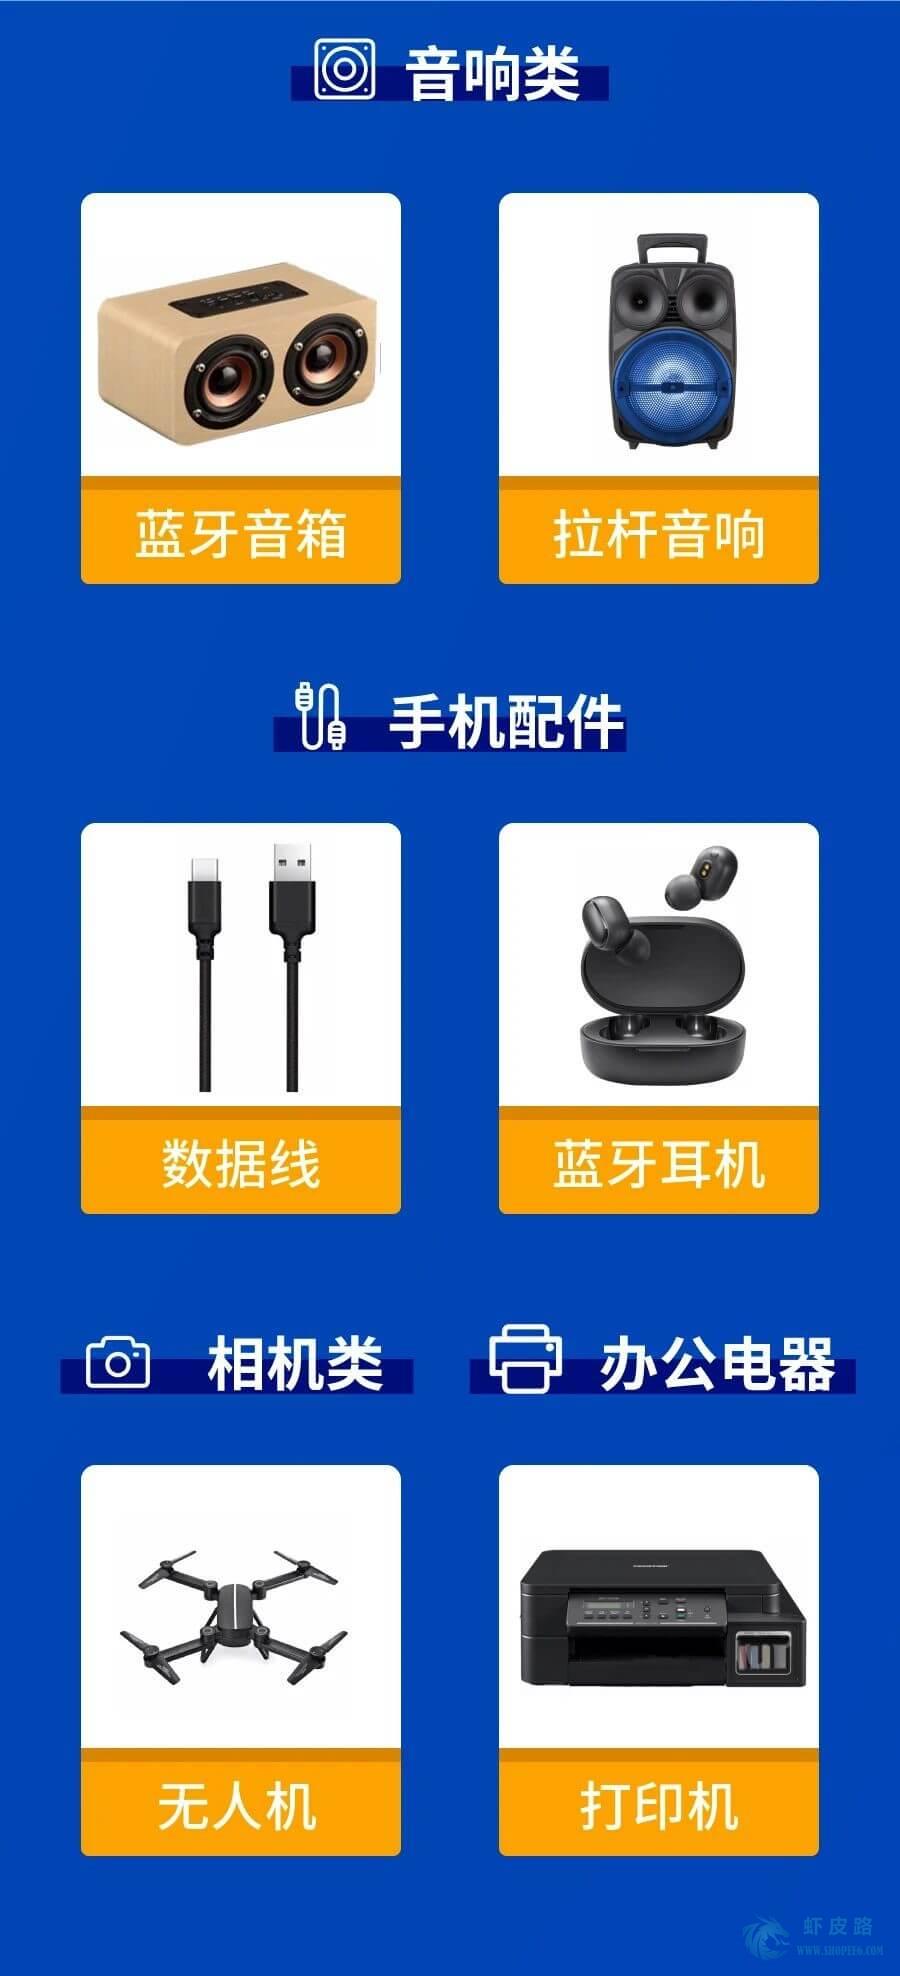 音响类
蓝牙音箱
拉杆音响
手机配件
数据线
蓝牙耳机
相机类
办公电器
无人机
打印机
虾皮路
WWW.SHOPEE6.COM